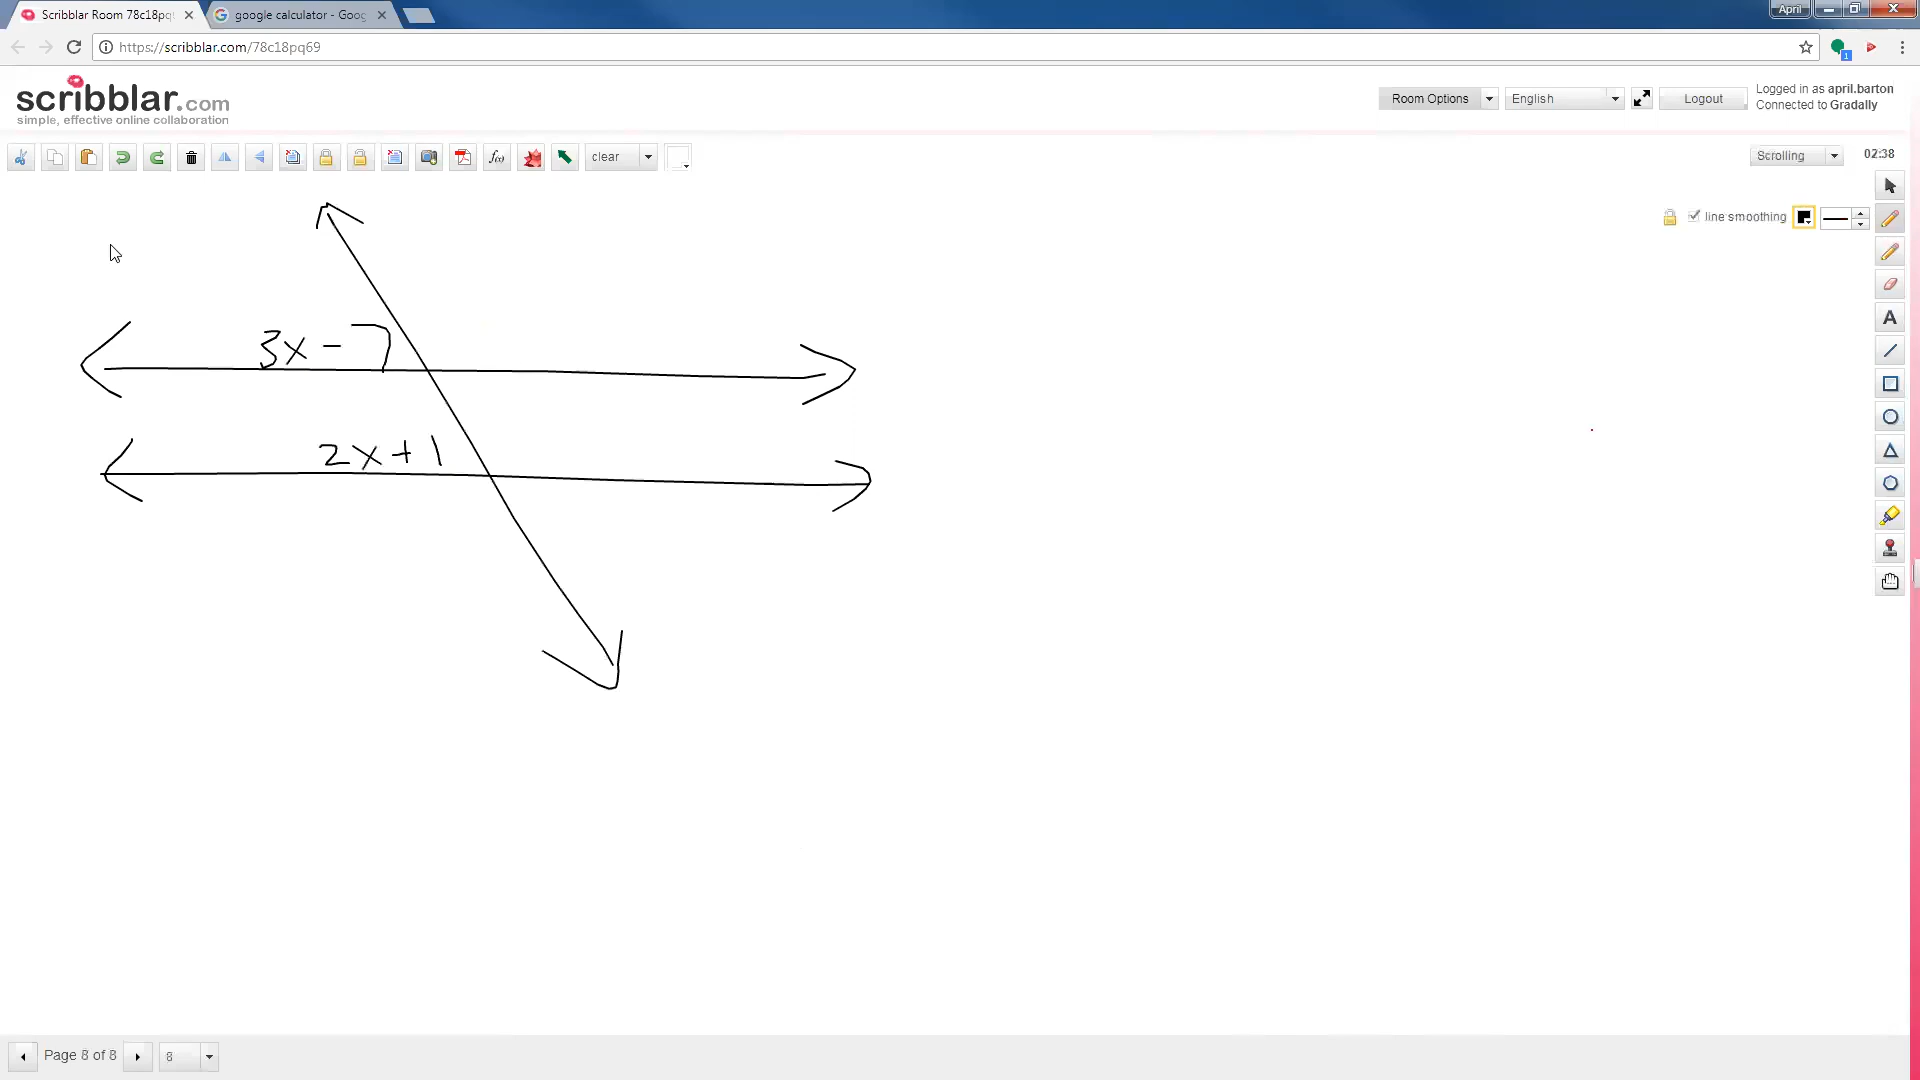 Scribblar Room 78c18pq
google calculator - Goog
April
https://scribblar.com/78c18pq69
1
scribblar.com
simple, effective online collaboration
Room Options
English
Logout
Logged in as april.barton
Connected to Gradally
f(x)
clear
Scrolling
02:38
line smoothing
A
3x - 7
2x + 1
Page 8 of 8
8